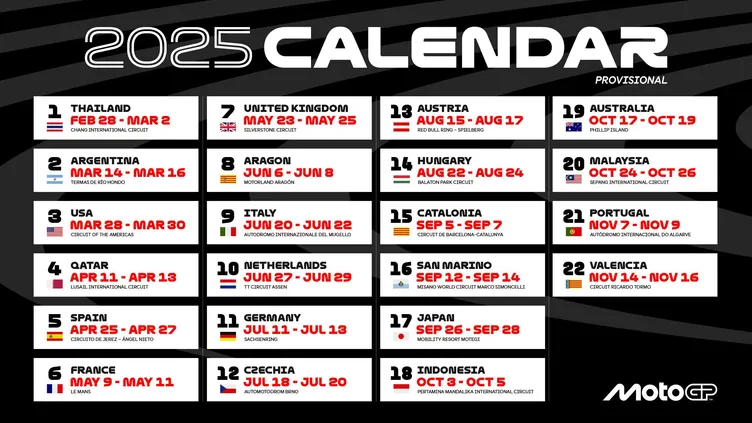 2025 CALENDAR
PROVISIONAL
1 THAILAND
FEB 28 - MAR 2
CHANG INTERNATIONAL CIRCUIT
2 ARGENTINA
MAR 14 - MAR 16
TERMAS DE RÍO HONDO
3 USA
MAR 28 - MAR 30
CIRCUIT OF THE AMERICAS
4 QATAR
APR 11 - APR 13
LUSAIL INTERNATIONAL CIRCUIT
5 SPAIN
APR 25 - APR 27
CIRCUITO DE JEREZ - ÁNGEL NIETO
6 FRANCE
MAY 9 - MAY 11
LE MANS
7 UNITED KINGDOM
MAY 23 - MAY 25
SILVERSTONE CIRCUIT
8 ARAGON
JUN 6 - JUN 8
MOTORLAND ARAGÓN
9 ITALY
JUN 20 - JUN 22
AUTODROMO INTERNAZIONALE DEL MUGELLO
10 NETHERLANDS
JUN 27 - JUN 29
TT CIRCUIT ASSEN
11 GERMANY
JUL 11 - JUL 13
SACHSENRING
12 CZECHIA
JUL 18 - JUL 20
AUTOMOTODROM BRNO
13 AUSTRIA
AUG 15 - AUG 17
RED BULL RING - SPIELBERG
14 HUNGARY
AUG 22 - AUG 24
BALATON PARK CIRCUIT
15 CATALONIA
SEP 5 - SEP 7
CIRCUIT DE BARCELONA-CATALUNYA
16 SAN MARINO
SEP 12 - SEP 14
MISANO WORLD CIRCUIT MARCO SIMONCELLI
17 JAPAN
SEP 26 - SEP 28
MOBILITY RESORT MOTEGI
18 INDONESIA
OCT 3 - OCT 5
PERTAMINA MANDALIKA INTERNATIONAL CIRCUIT
19 AUSTRALIA
OCT 17 - OCT 19
PHILLIP ISLAND
20 MALAYSIA
OCT 24 - OCT 26
SEPANG INTERNATIONAL CIRCUIT
21 PORTUGAL
NOV 7 - NOV 9
AUTÓDROMO INTERNACIONAL DO ALGARVE
22 VALENCIA
NOV 14 - NOV 16
CIRCUIT RICARDO TORMO
MotoGP